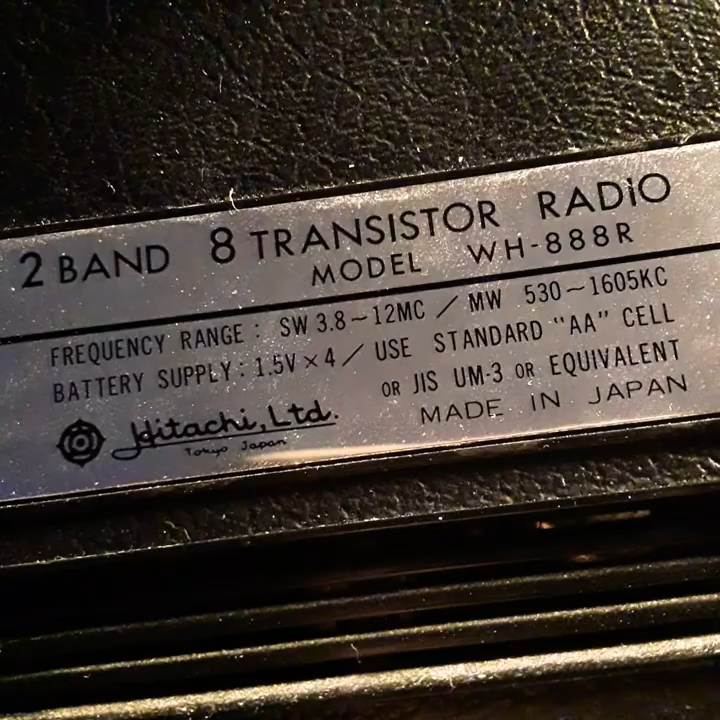 2 BAND 8 TRANSISTOR RADIO
MODEL WH-888R
FREQUENCY RANGE : SW 3.8~12MC / MW 530~1605KC
BATTERY SUPPLY : 1.5V×4 / USE STANDARD "AA" CELL
OR JIS UM-3 OR EQUIVALENT
Hitachi, Ltd. MADE IN JAPAN
Tokyo Japan